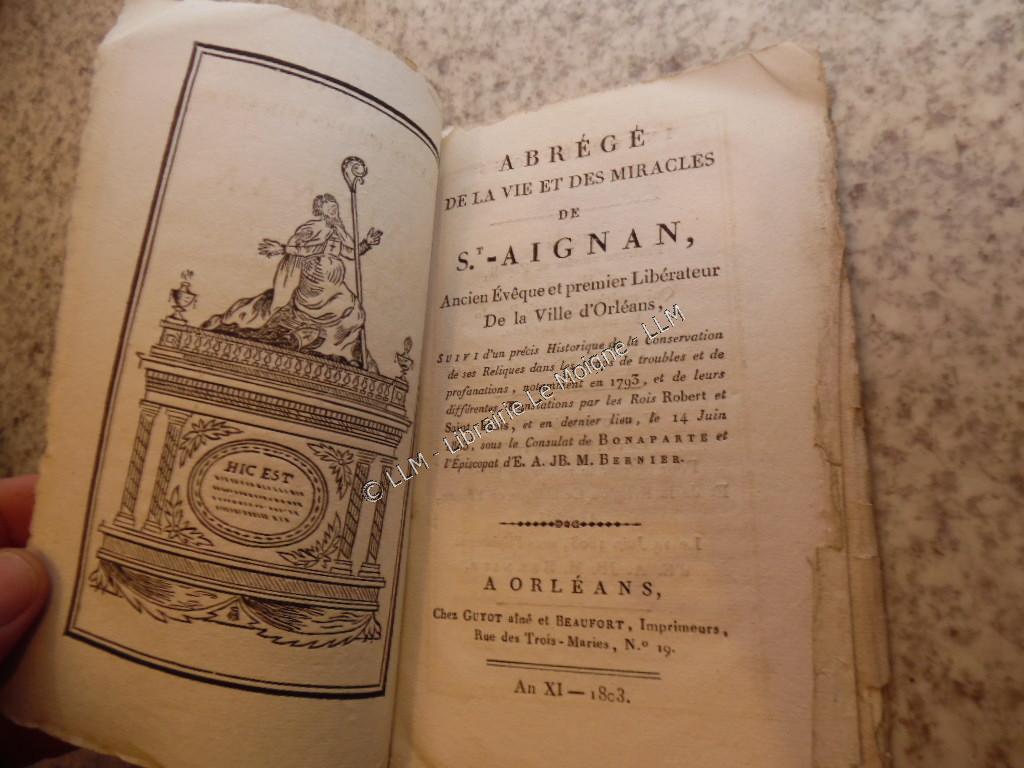 HIC EST
ABRÉGÉ
DE LA VIE ET DES MIRACLES
DE
S.T-AIGNAN,
Ancien Évêque et premier Libérateur
De la Ville d'Orléans,
SUIVI d'un précis Historique de la Conservation
de ses Reliques dans les de troubles et de
profanations, notamment en 1793, et de leurs
différentes Translations par les Rois Robert et
Saint, et en dernier lieu, le 14 Juin
sous le Consulat de BONAPARTE et
l'Episcopat d'E. A. JB. M. BERNIER.
A ORLÉANS,
Chez GUYOT aîné et BEAUFORT, Imprimeurs,
Rue des Trois-Maries, N.o 19.
An XI — 1803.
© LLM - Librairie Le Moigne - LLM